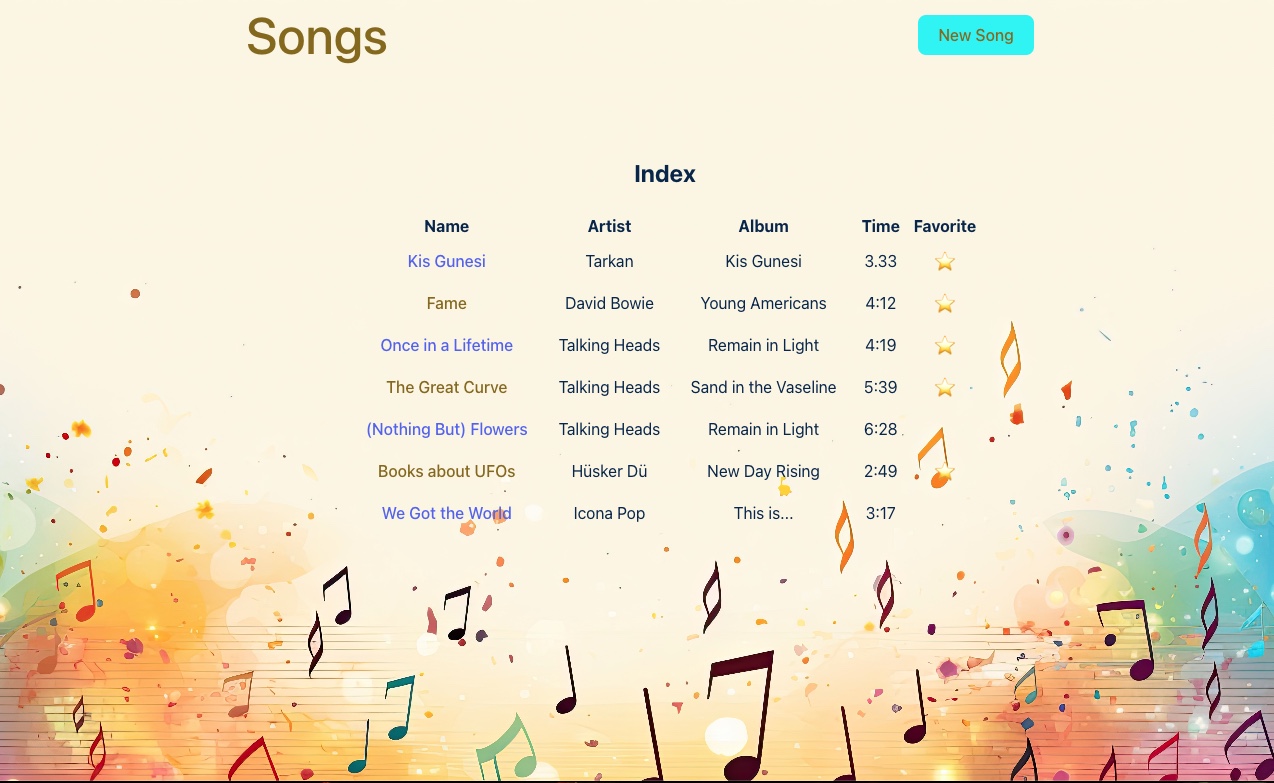 Songs
New Song
Index
Name Artist Album Time Favorite
Kis Gunesi Tarkan Kis Gunesi 3.33 ⭐
Fame David Bowie Young Americans 4:12 ⭐
Once in a Lifetime Talking Heads Remain in Light 4:19 ⭐
The Great Curve Talking Heads Sand in the Vaseline 5:39 ⭐
(Nothing But) Flowers Talking Heads Remain in Light 6:28
Books about UFOs Hüsker Dü New Day Rising 2:49 ⭐
We Got the World Icona Pop This is... 3:17